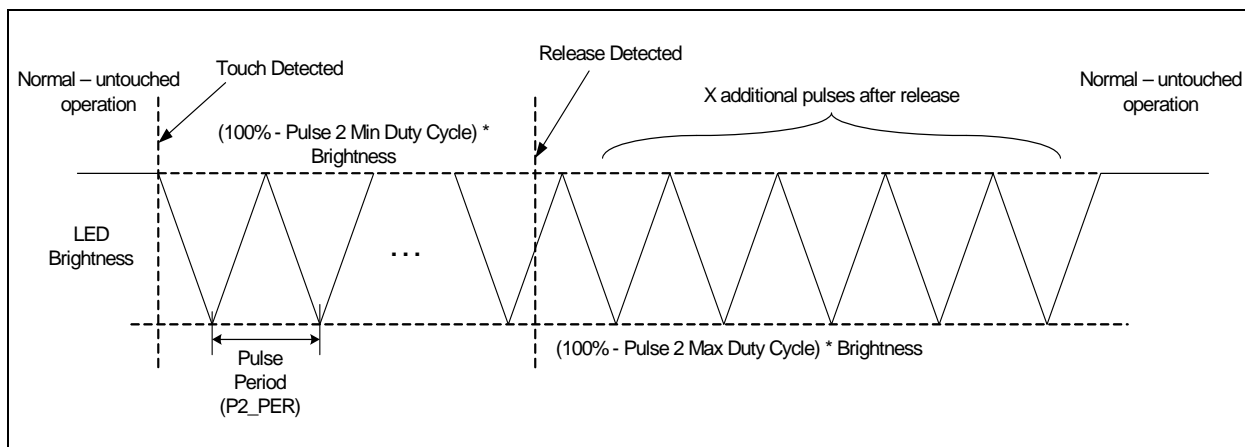 Normal – untouched
operation
Touch Detected
Release Detected
X additional pulses after release
Normal – untouched
operation
(100% - Pulse 2 Min Duty Cycle) *
Brightness
LED
Brightness
. . .
(100% - Pulse 2 Max Duty Cycle) * Brightness
Pulse
Period
(P2_PER)